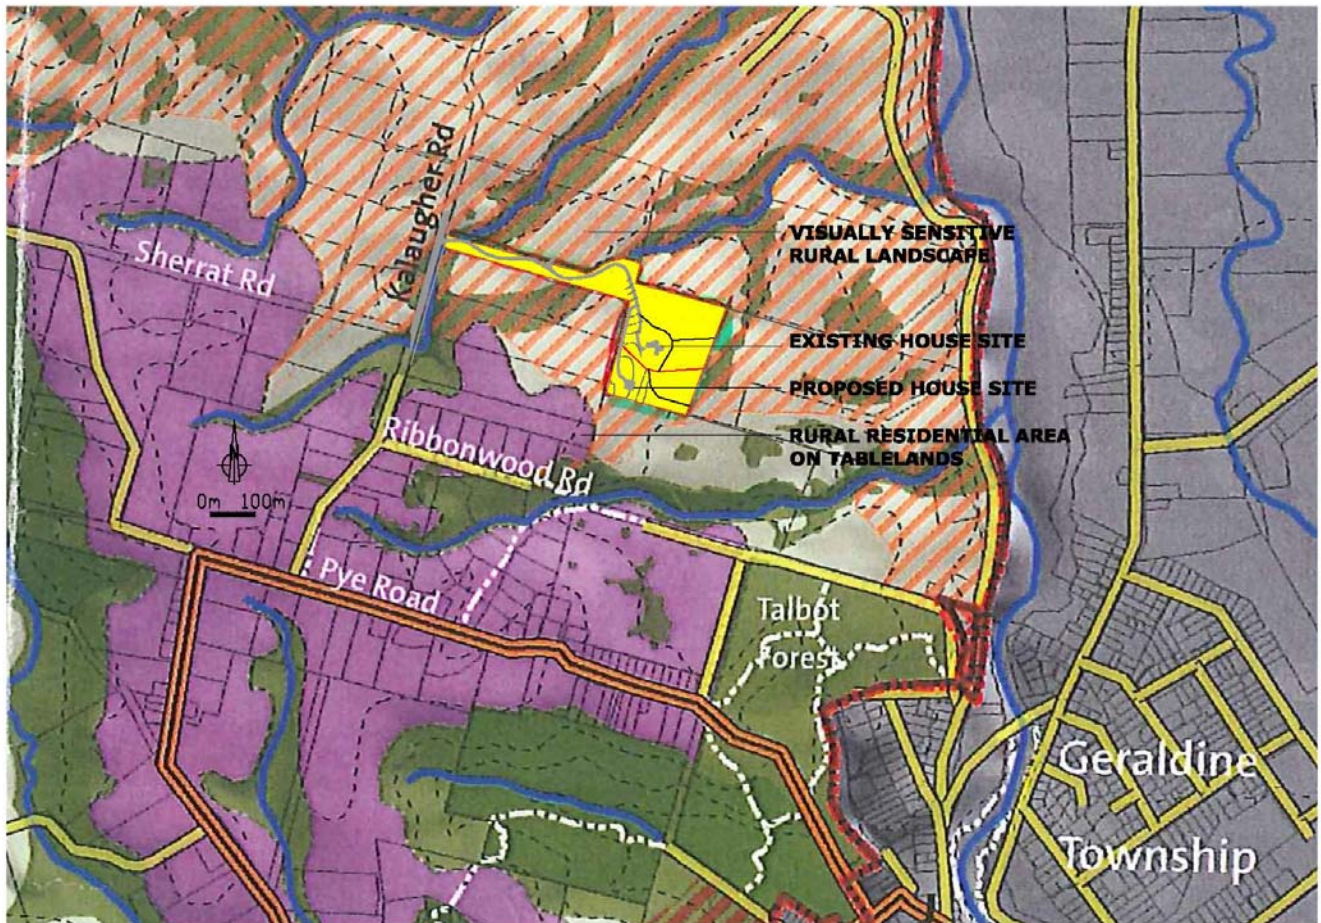 Kallaugher Rd
VISUALLY SENSITIVE
RURAL LANDSCAPE
Sherrat Rd
EXISTING HOUSE SITE
PROPOSED HOUSE SITE
Ribbonwood Rd
RURAL RESIDENTIAL AREA
ON TABLELANDS
0m 100m
Pye Road
Talbot
Forest
Geraldine
Township